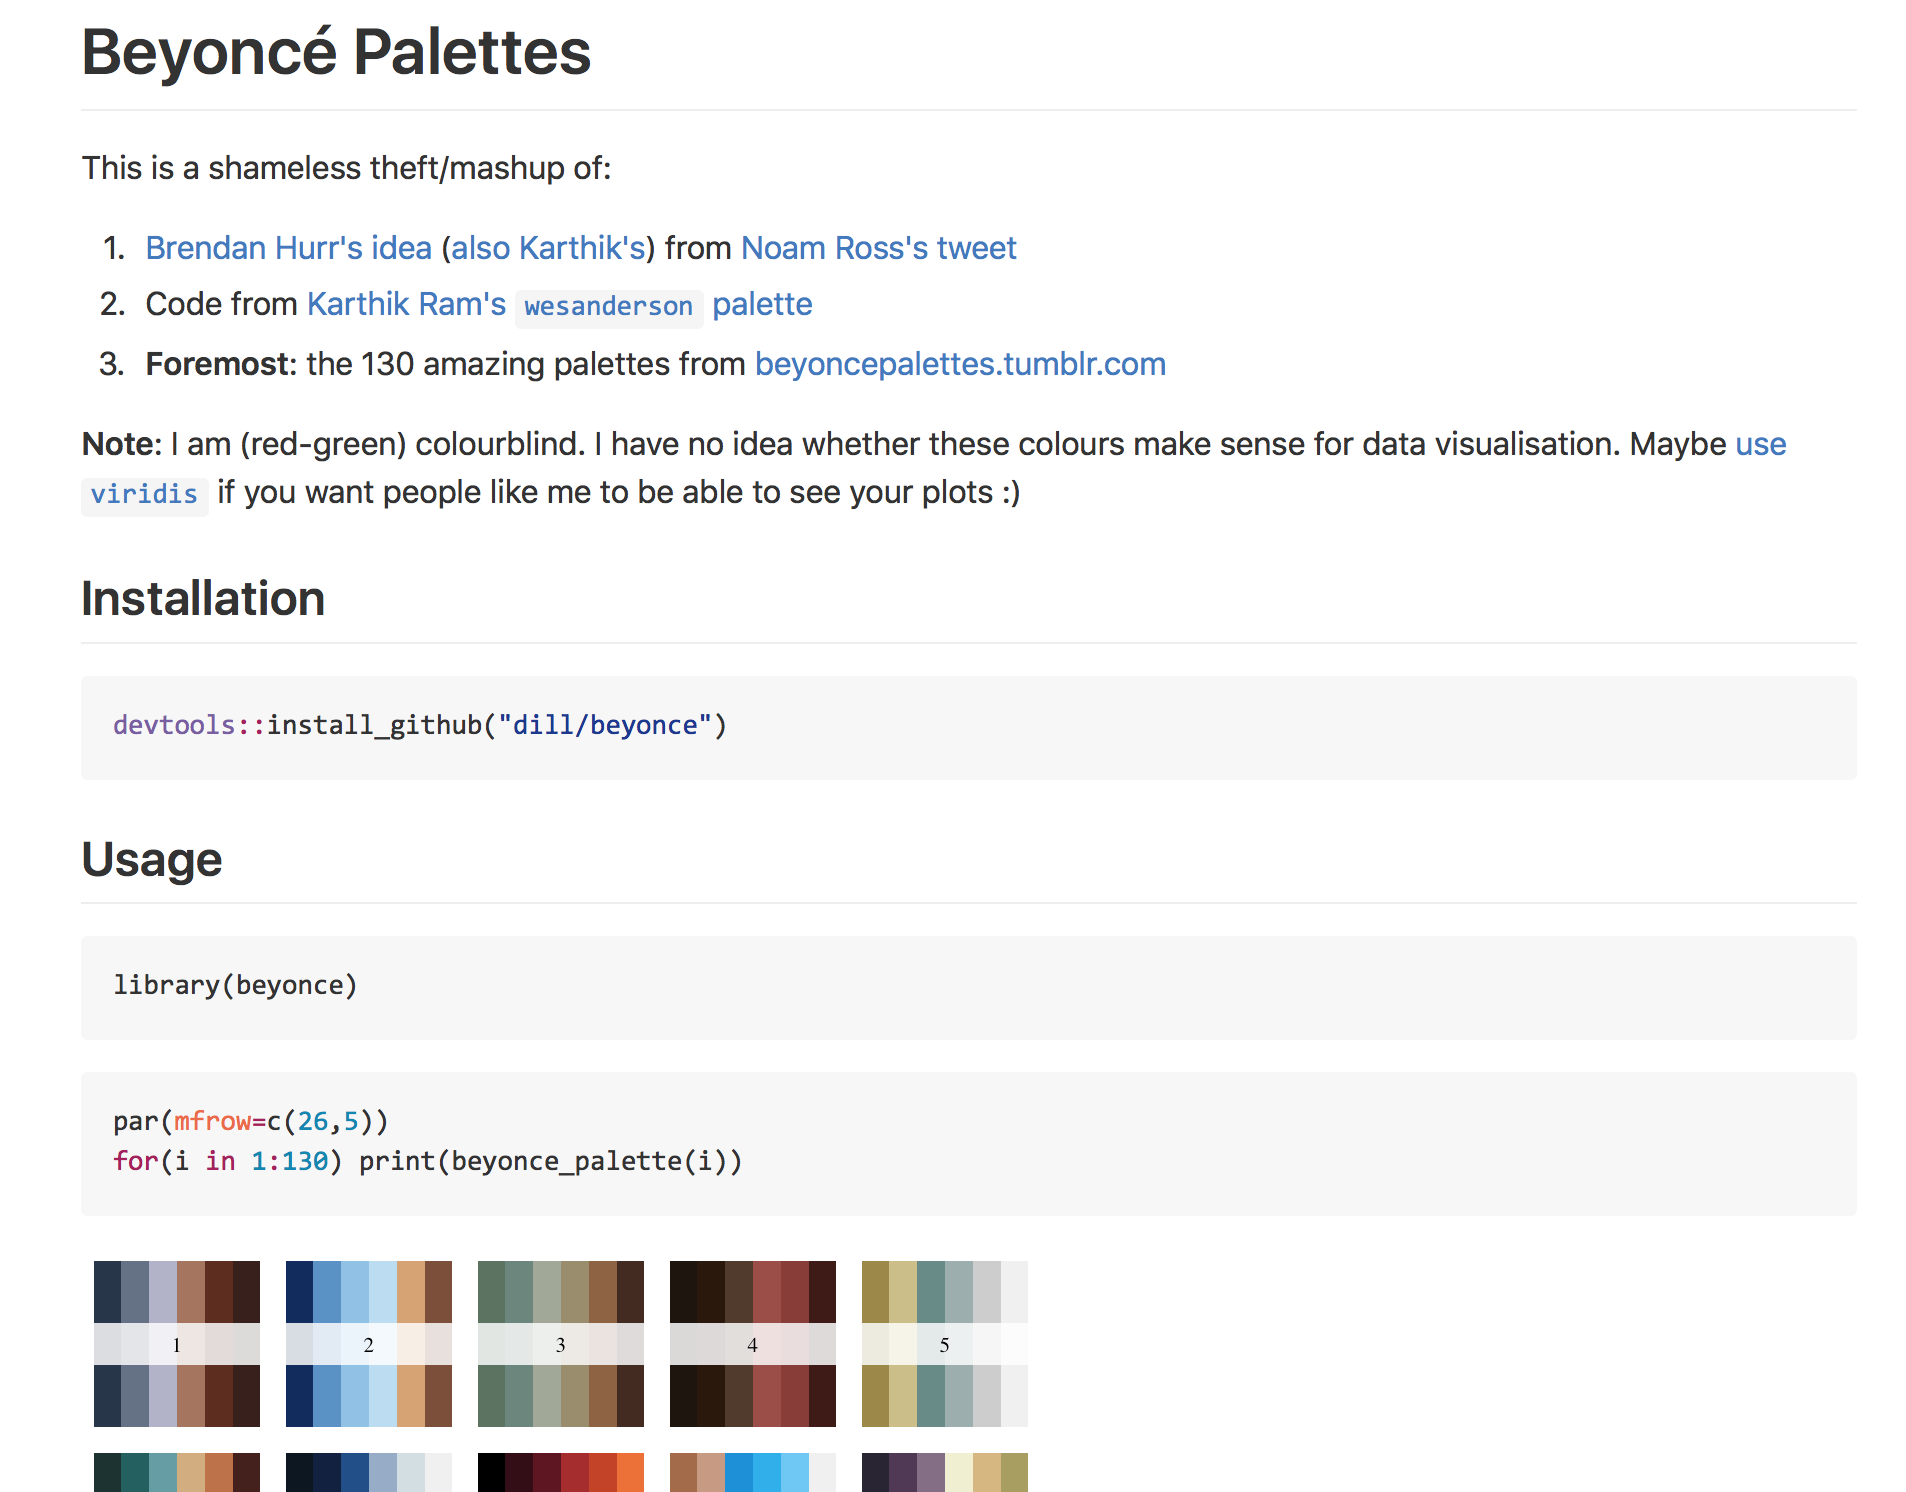 Beyoncé Palettes
This is a shameless theft/mashup of:
1. Brendan Hurr's idea (also Karthik's) from Noam Ross's tweet
2. Code from Karthik Ram's wesanderson palette
3. Foremost: the 130 amazing palettes from beyoncepalettes.tumblr.com
Note: I am (red-green) colourblind. I have no idea whether these colours make sense for data visualisation. Maybe use
viridis if you want people like me to be able to see your plots :)
Installation
devtools::install_github("dill/beyonce")
Usage
library(beyonce)
par(mfrow=c(26,5))
for(i in 1:130) print(beyonce_palette(i))
1 2 3 4 5